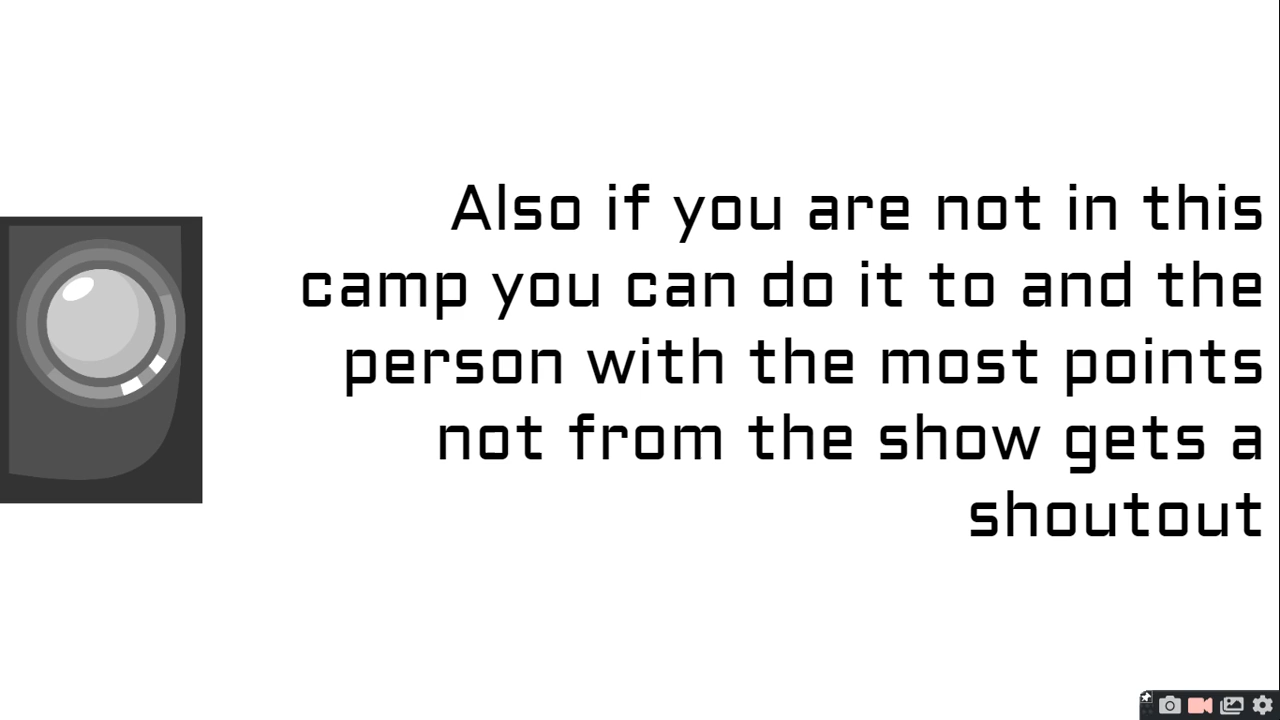 Also if you are not in this
camp you can do it to and the
person with the most points
not from the show gets a
shoutout